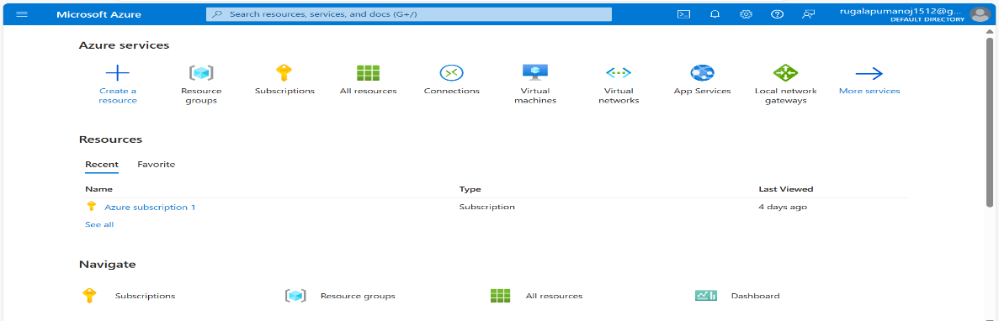 Microsoft Azure
Search resources, services, and docs (G+/)
rugalapumanoj1512@g...
DEFAULT DIRECTORY
Azure services
Create a resource
Resource groups
Subscriptions
All resources
Connections
Virtual machines
Virtual networks
App Services
Local network gateways
More services
Resources
Recent Favorite
Name Type Last Viewed
Azure subscription 1 Subscription 4 days ago
See all
Navigate
Subscriptions Resource groups All resources Dashboard